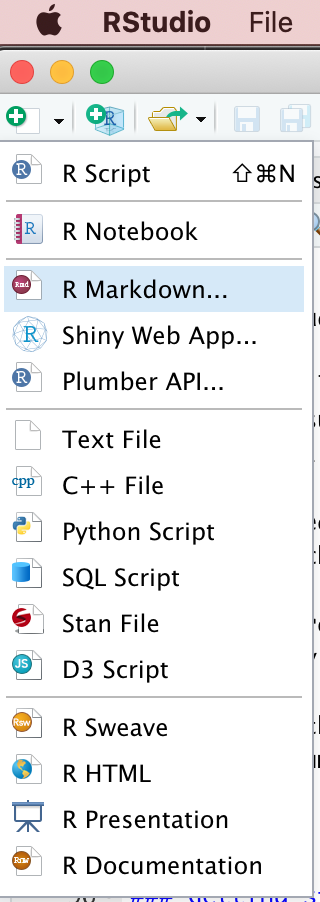 RStudio File
R Script ⇧⌘N
R Notebook
R Markdown...
Shiny Web App...
Plumber API...
Text File
C++ File
Python Script
SQL Script
Stan File
D3 Script
R Sweave
R HTML
R Presentation
R Documentation